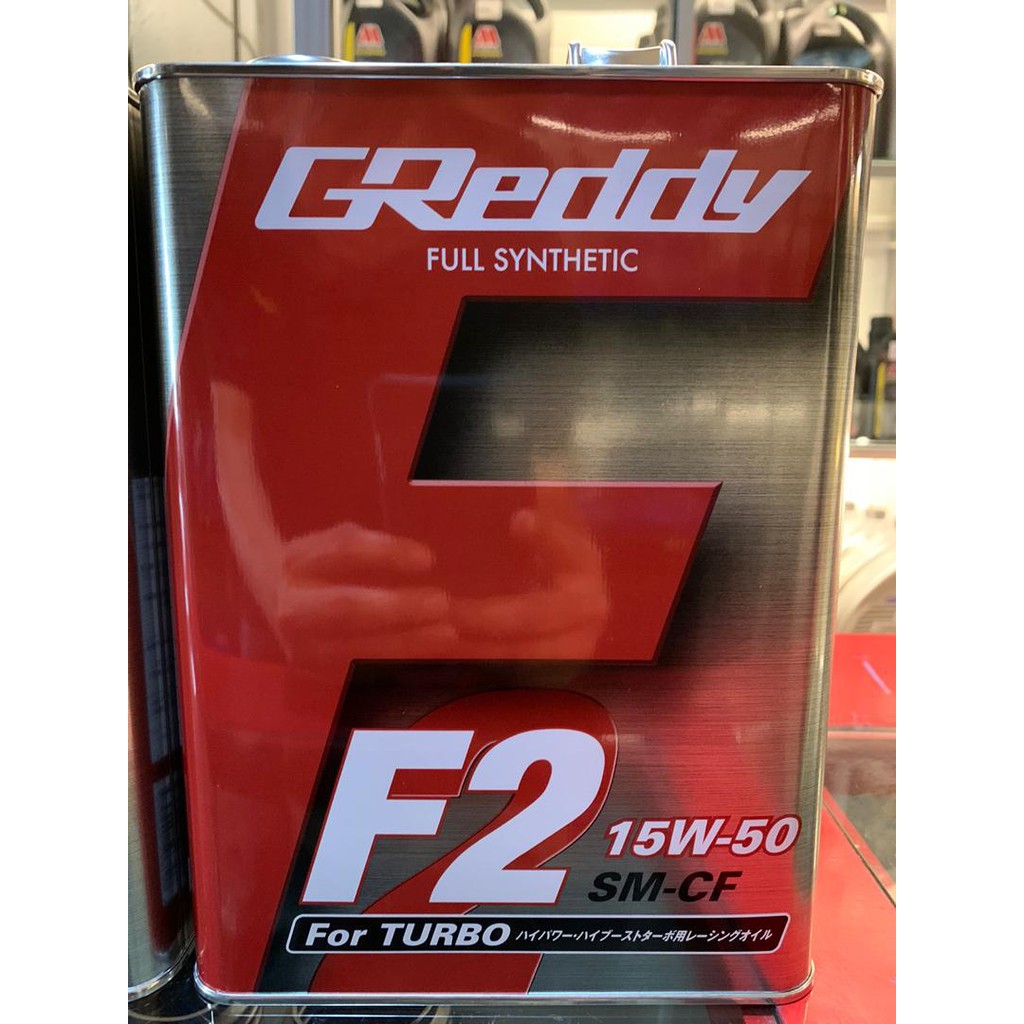 GReddy
FULL SYNTHETIC
F2
15W-50
SM-CF
For TURBO ハイパワー・ハイブーストターボ用レーシングオイル